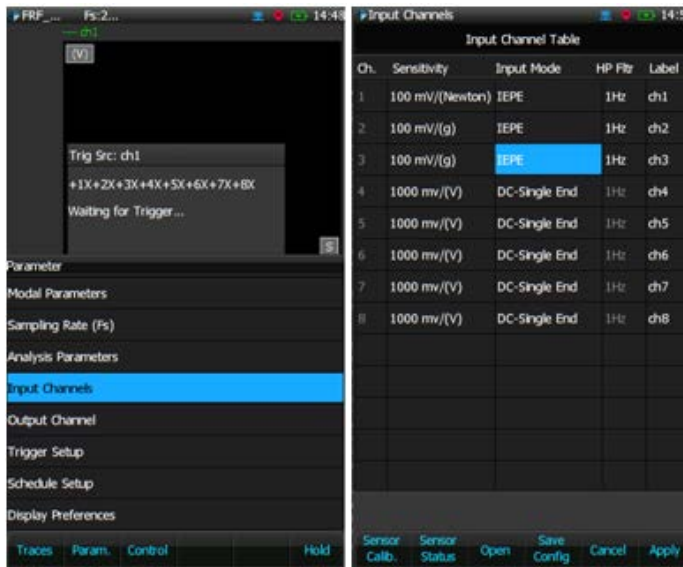 FRF_... Fs:2... 14:48
ch1
(V)
Trig Src: ch1
+1X+2X+3X+4X+5X+6X+7X+8X
Waiting for Trigger...
S
Parameter
Modal Parameters
Sampling Rate (Fs)
Analysis Parameters
Input Channels
Output Channel
Trigger Setup
Schedule Setup
Display Preferences
Traces Param. Control Hold
Input Channels
Input Channel Table
Ch. Sensitivity Input Mode HP Fltr Label
1 100 mV/(Newton) IEPE 1Hz ch1
2 100 mV/(g) IEPE 1Hz ch2
3 100 mV/(g) IEPE 1Hz ch3
4 1000 mv/(V) DC-Single End 1Hz ch4
5 1000 mv/(V) DC-Single End 1Hz ch5
6 1000 mv/(V) DC-Single End 1Hz ch6
7 1000 mv/(V) DC-Single End 1Hz ch7
8 1000 mv/(V) DC-Single End 1Hz ch8
Sensor Calib. Sensor Status Open Save Config Cancel Apply